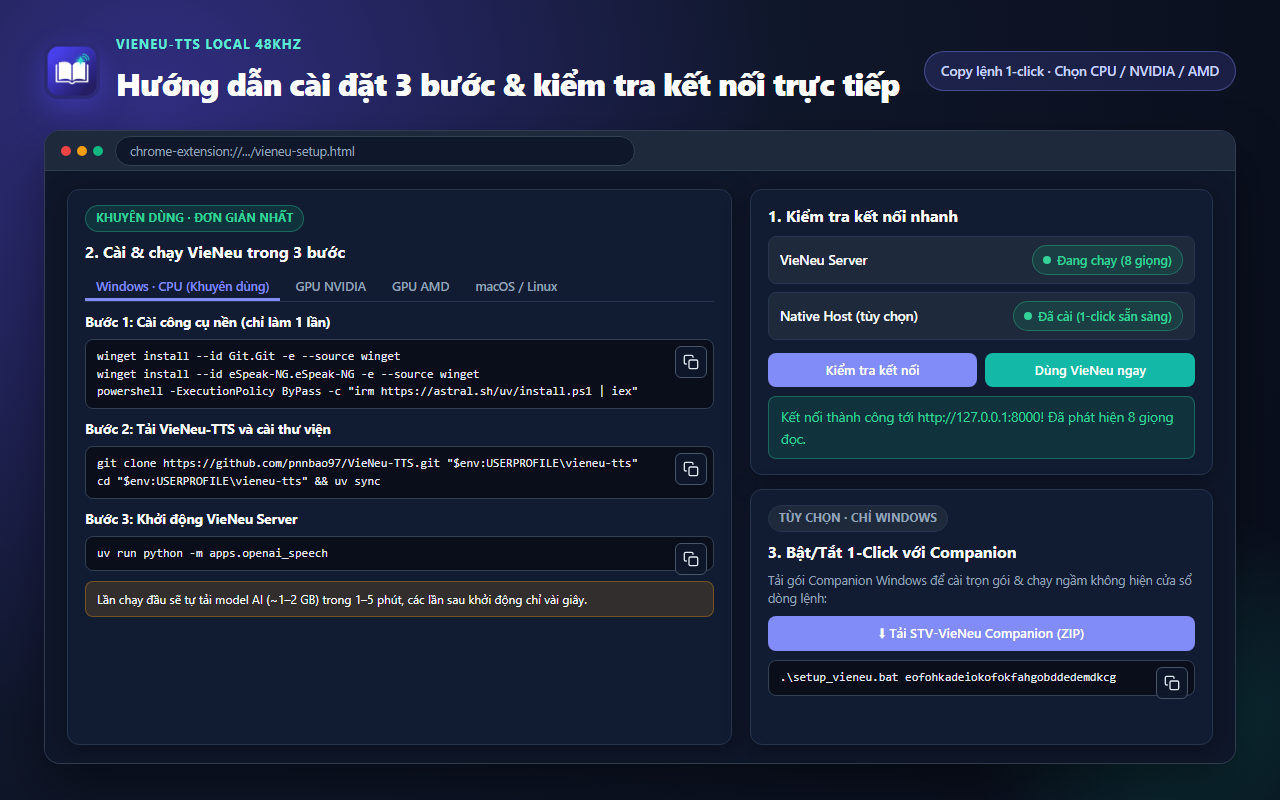 VIENEU-TTS LOCAL 48KHZ
Hướng dẫn cài đặt 3 bước & kiểm tra kết nối trực tiếp
Copy lệnh 1-click · Chọn CPU / NVIDIA / AMD
chrome-extension://.../vieneu-setup.html
KHUYÊN DÙNG · ĐƠN GIẢN NHẤT
2. Cài & chạy VieNeu trong 3 bước
Windows · CPU (Khuyên dùng)
GPU NVIDIA
GPU AMD
macOS / Linux
Bước 1: Cài công cụ nền (chỉ làm 1 lần)
winget install --id Git.Git -e --source winget
winget install --id eSpeak-NG.eSpeak-NG -e --source winget
powershell -ExecutionPolicy ByPass -c "irm https://astral.sh/uv/install.ps1 | iex"
Bước 2: Tải VieNeu-TTS và cài thư viện
git clone https://github.com/pnnbao97/VieNeu-TTS.git "$env:USERPROFILE\vieneu-tts"
cd "$env:USERPROFILE\vieneu-tts" && uv sync
Bước 3: Khởi động VieNeu Server
uv run python -m apps.openai_speech
Lần chạy đầu sẽ tự tải model AI (~1–2 GB) trong 1–5 phút, các lần sau khởi động chỉ vài giây.
1. Kiểm tra kết nối nhanh
VieNeu Server
Đang chạy (8 giọng)
Native Host (tùy chọn)
Đã cài (1-click sẵn sàng)
Kiểm tra kết nối
Dùng VieNeu ngay
Kết nối thành công tới http://127.0.0.1:8000! Đã phát hiện 8 giọng
đọc.
TÙY CHỌN · CHỈ WINDOWS
3. Bật/Tắt 1-Click với Companion
Tải gói Companion Windows để cài trọn gói & chạy ngầm không hiện cửa sổ
dòng lệnh:
⬇ Tải STV-VieNeu Companion (ZIP)
.\setup_vieneu.bat eofohkadeiokofokfahgobddedemdkcg